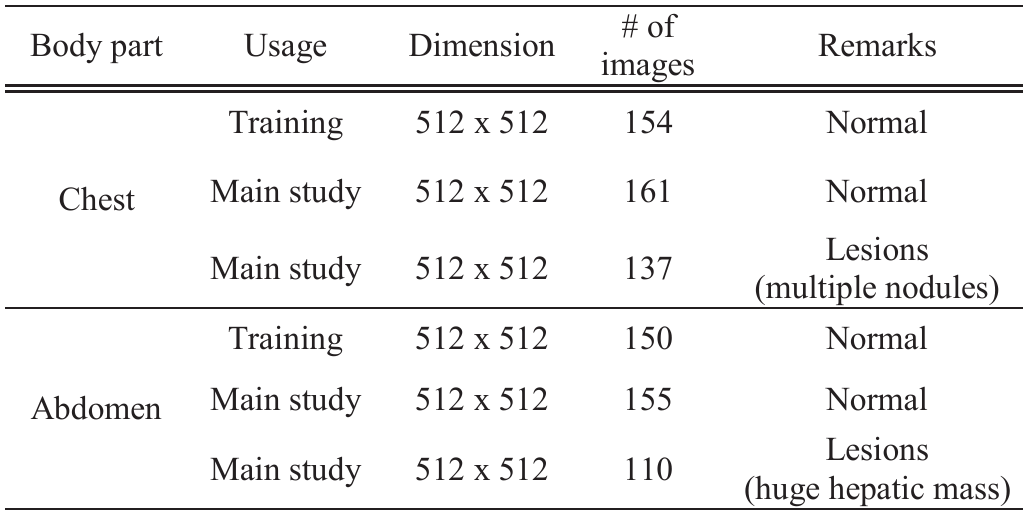 Body part Usage Dimension # of images Remarks
Chest Training 512 x 512 154 Normal
Main study 512 x 512 161 Normal
Main study 512 x 512 137 Lesions
(multiple nodules)
Abdomen Training 512 x 512 150 Normal
Main study 512 x 512 155 Normal
Main study 512 x 512 110 Lesions
(huge hepatic mass)